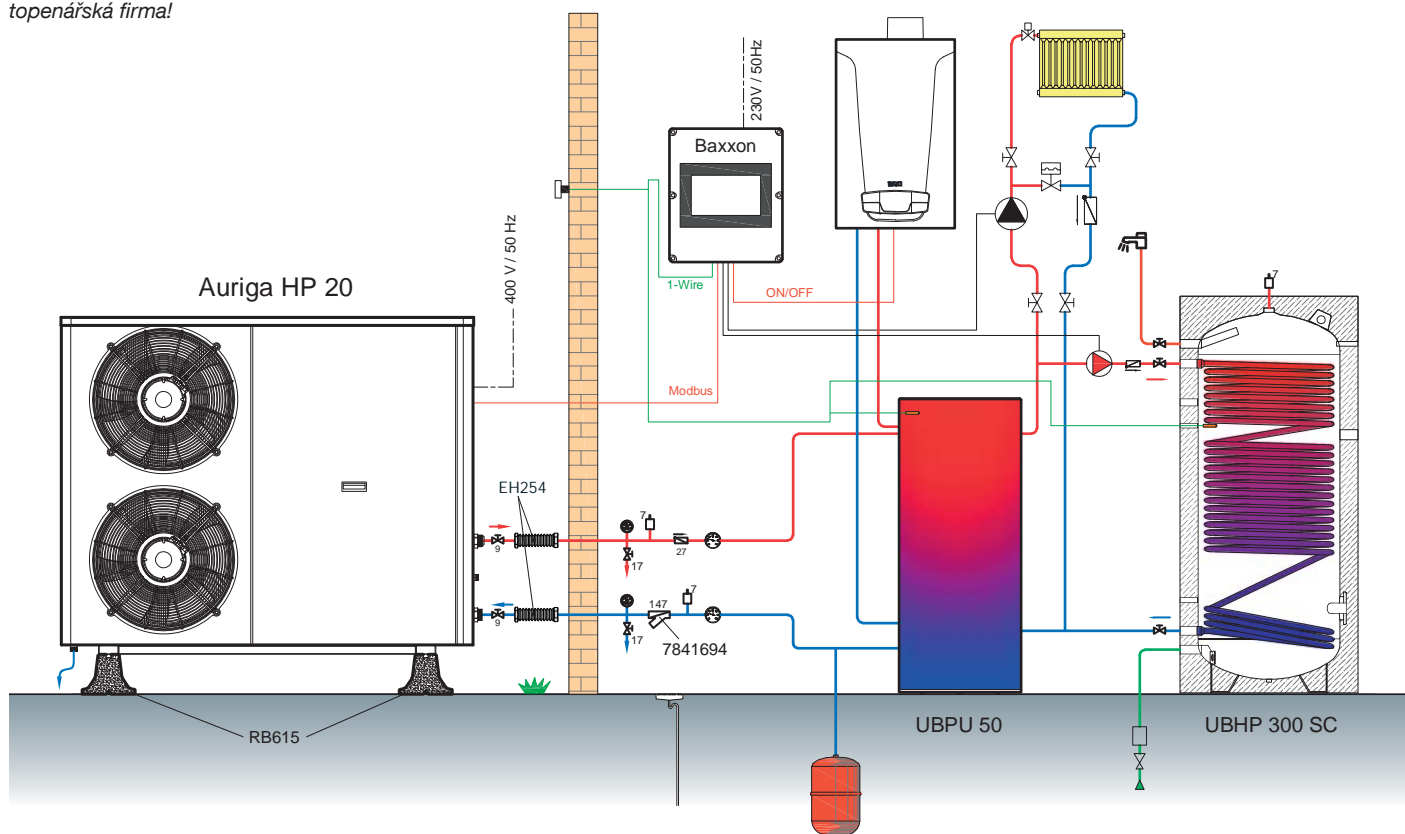 topenářská firma!
230V / 50Hz
Baxxon
400 V / 50 Hz
Auriga HP 20
1-Wire
ON/OFF
7
Modbus
EH254
7
9
17
27
7
147
9
17
7841694
RB615
UBPU 50
UBHP 300 SC